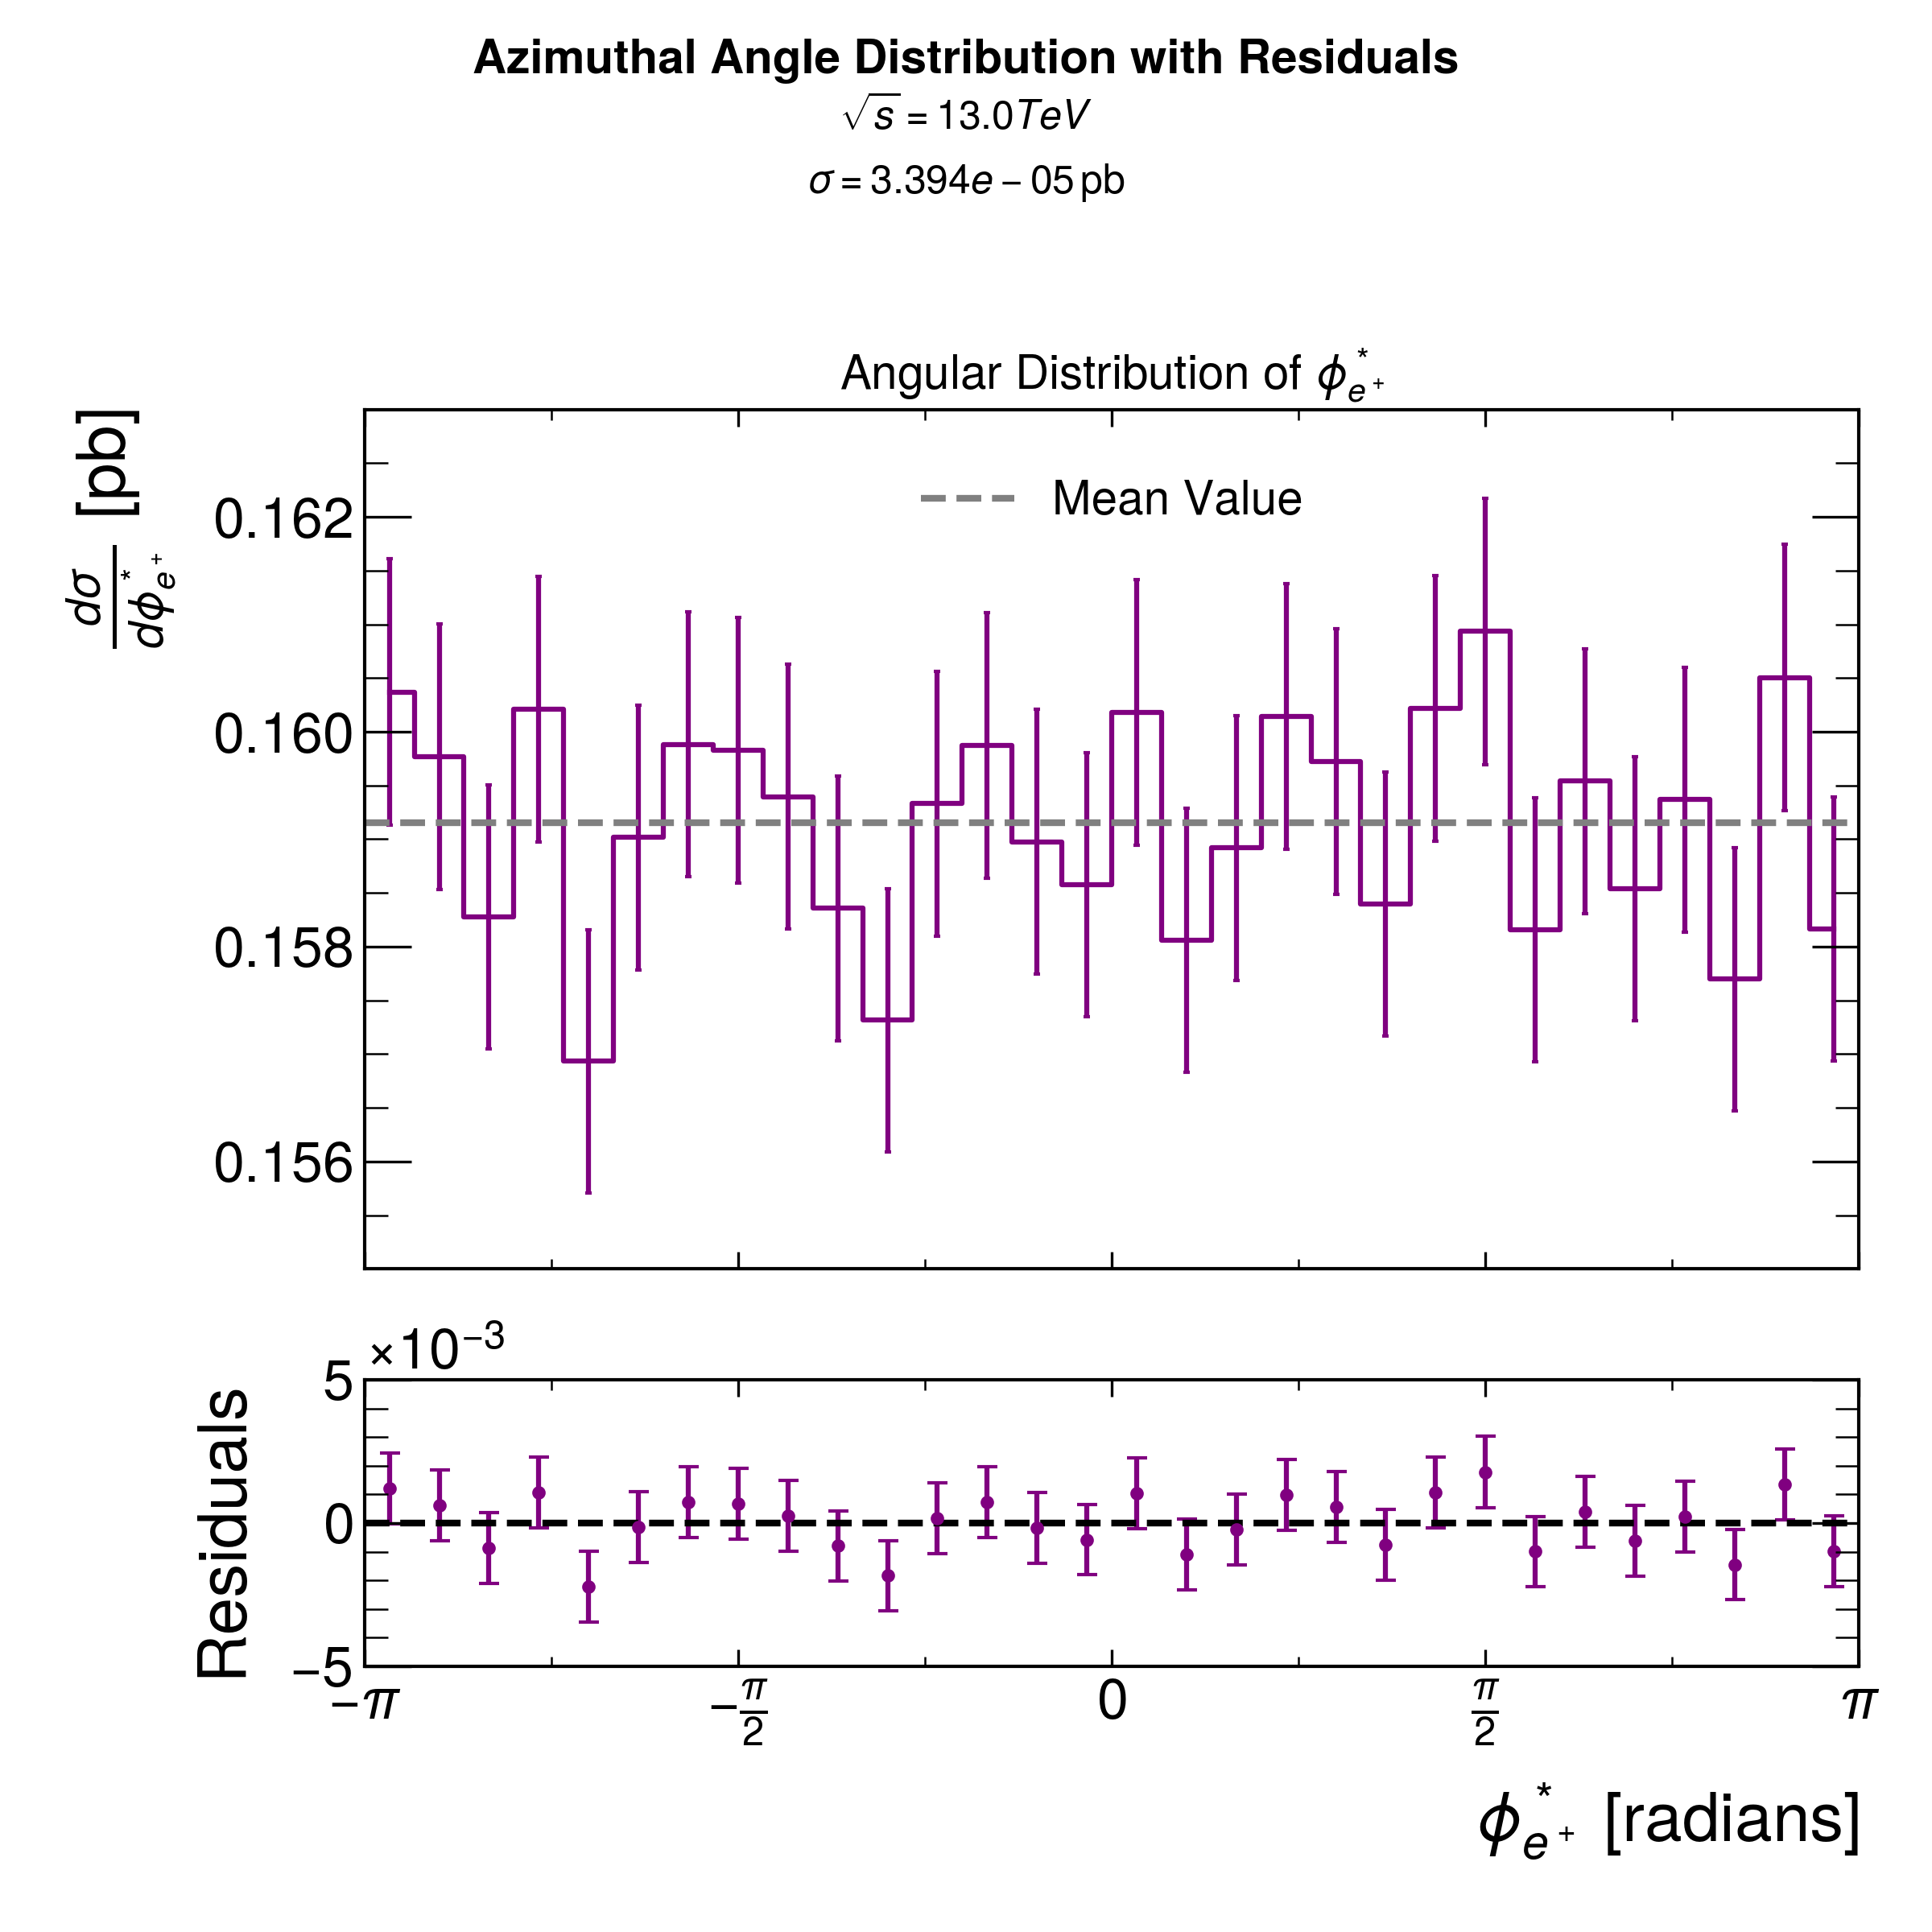 Azimuthal Angle Distribution with Residuals
√s = 13.0TeV
σ = 3.394e − 05 pb
Angular Distribution of ϕ*e+
dσ/dϕ*e+ [pb]
Mean Value
0.162
0.160
0.158
0.156
×10⁻³
Residuals
5
0
−5
−π −π/2 0 π/2 π
ϕ*e+ [radians]